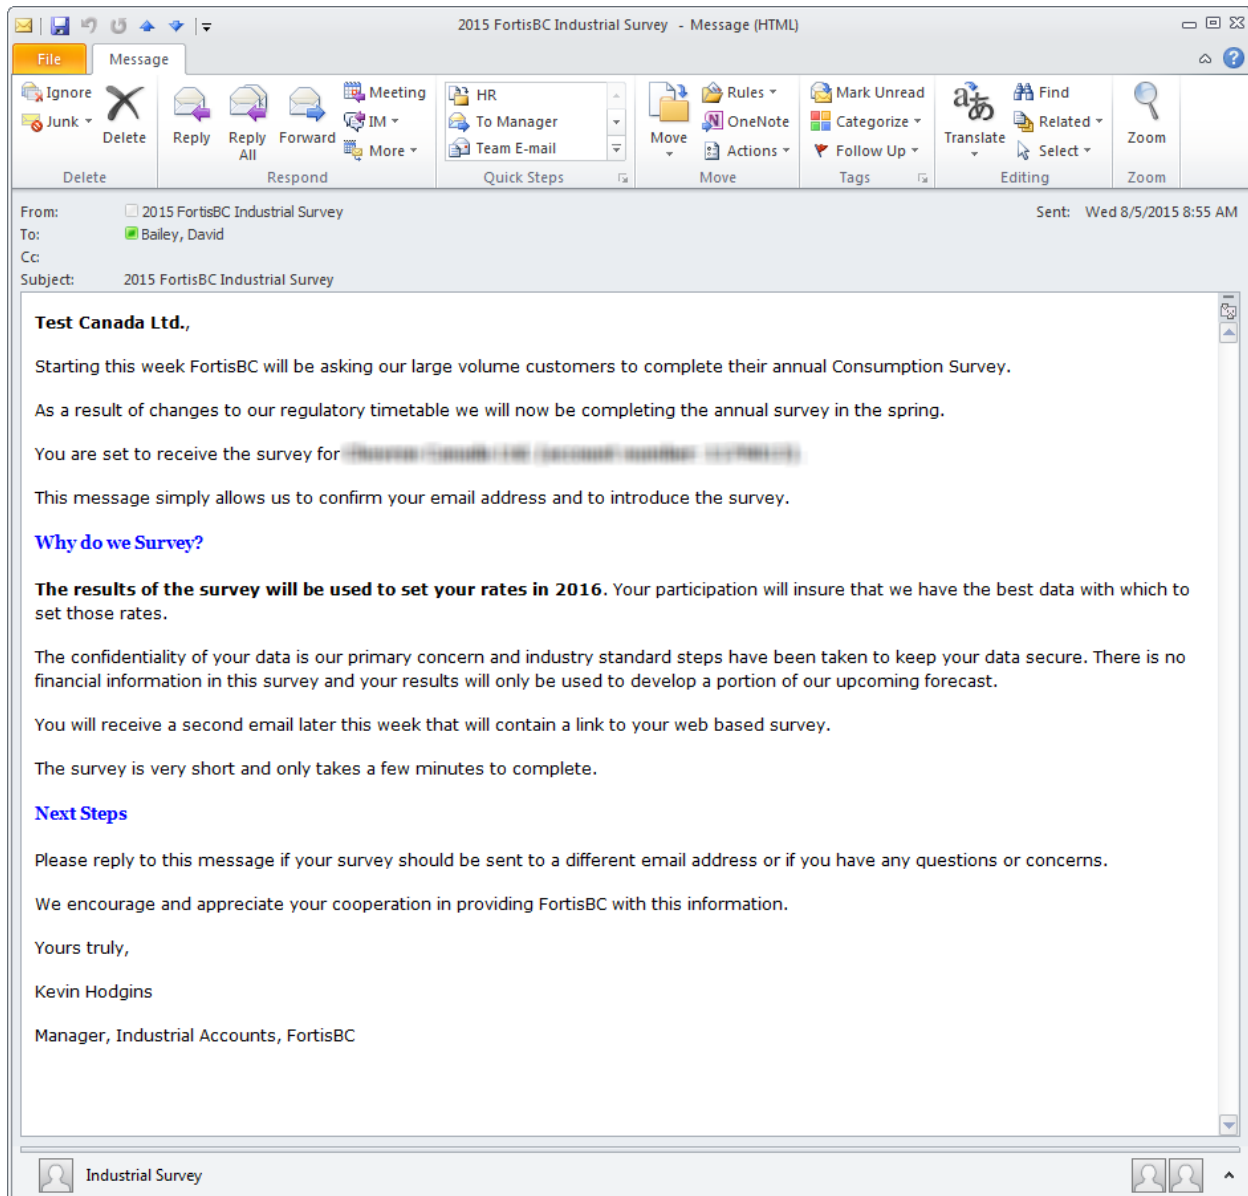 2015 FortisBC Industrial Survey - Message (HTML)
File Message
Ignore
Junk
Delete
Reply
Reply All
Forward
Meeting
IM
More
HR
To Manager
Team E-mail
Move
Rules
OneNote
Actions
Mark Unread
Categorize
Follow Up
Translate
Find
Related
Select
Zoom
Delete Respond Quick Steps Move Tags Editing Zoom
From: 2015 FortisBC Industrial Survey Sent: Wed 8/5/2015 8:55 AM
To: Bailey, David
Cc:
Subject: 2015 FortisBC Industrial Survey
Test Canada Ltd.,
Starting this week FortisBC will be asking our large volume customers to complete their annual Consumption Survey.
As a result of changes to our regulatory timetable we will now be completing the annual survey in the spring.
You are set to receive the survey for
This message simply allows us to confirm your email address and to introduce the survey.
Why do we Survey?
The results of the survey will be used to set your rates in 2016. Your participation will insure that we have the best data with which to
set those rates.
The confidentiality of your data is our primary concern and industry standard steps have been taken to keep your data secure. There is no
financial information in this survey and your results will only be used to develop a portion of our upcoming forecast.
You will receive a second email later this week that will contain a link to your web based survey.
The survey is very short and only takes a few minutes to complete.
Next Steps
Please reply to this message if your survey should be sent to a different email address or if you have any questions or concerns.
We encourage and appreciate your cooperation in providing FortisBC with this information.
Yours truly,
Kevin Hodgins
Manager, Industrial Accounts, FortisBC
Industrial Survey